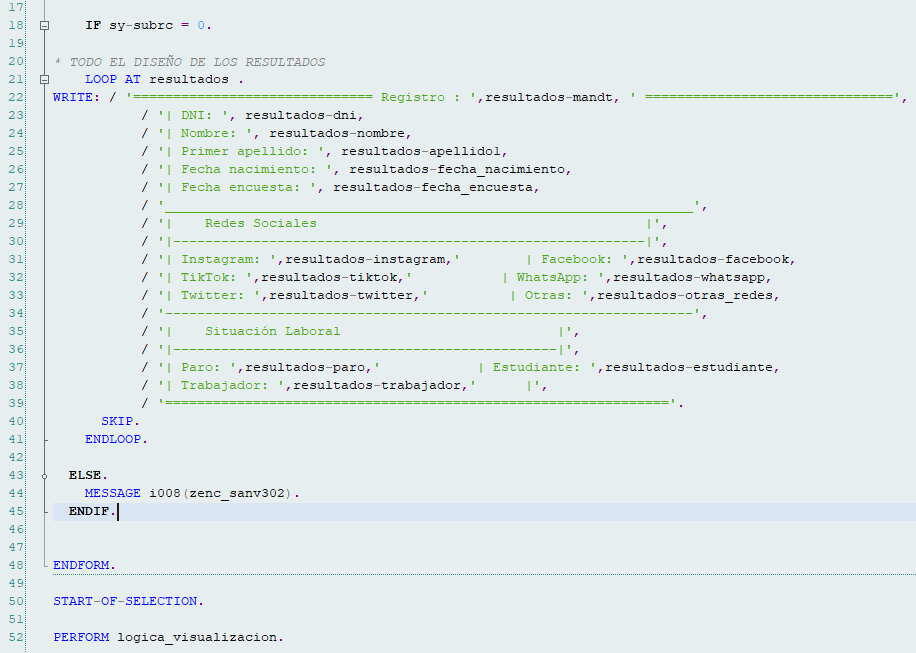 17
18 IF sy-subrc = 0.
19
20 * TODO EL DISEÑO DE LOS RESULTADOS
21 LOOP AT resultados .
22 WRITE: / '============================== Registro : ',resultados-mandt, ' ===============================',
23 / '| DNI: ', resultados-dni,
24 / '| Nombre: ', resultados-nombre,
25 / '| Primer apellido: ', resultados-apellido1,
26 / '| Fecha nacimiento: ', resultados-fecha_nacimiento,
27 / '| Fecha encuesta: ', resultados-fecha_encuesta,
28 / '__________________________________________________________________',
29 / '|    Redes Sociales                                         |',
30 / '|-----------------------------------------------------------|',
31 / '| Instagram: ',resultados-instagram,'        | Facebook: ',resultados-facebook,
32 / '| TikTok: ',resultados-tiktok,'           | WhatsApp: ',resultados-whatsapp,
33 / '| Twitter: ',resultados-twitter,'          | Otras: ',resultados-otras_redes,
34 / '------------------------------------------------------------------',
35 / '|    Situación Laboral                           |',
36 / '|------------------------------------------------|',
37 / '| Paro: ',resultados-paro,'            | Estudiante: ',resultados-estudiante,
38 / '| Trabajador: ',resultados-trabajador,'      |',
39 / '==============================================================='.
40 SKIP.
41 ENDLOOP.
42
43 ELSE.
44 MESSAGE i008(zenc_sanv302).
45 ENDIF.
46
47
48 ENDFORM.
49
50 START-OF-SELECTION.
51
52 PERFORM logica_visualizacion.